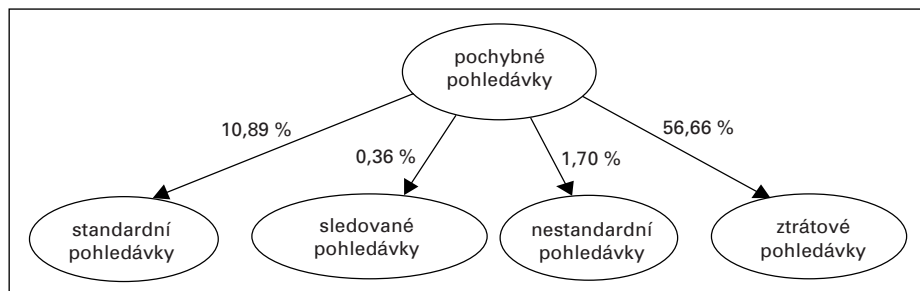 pochybné
pohledávky
10,89 %
0,36 %
1,70 %
56,66 %
standardní
pohledávky
sledované
pohledávky
nestandardní
pohledávky
ztrátové
pohledávky